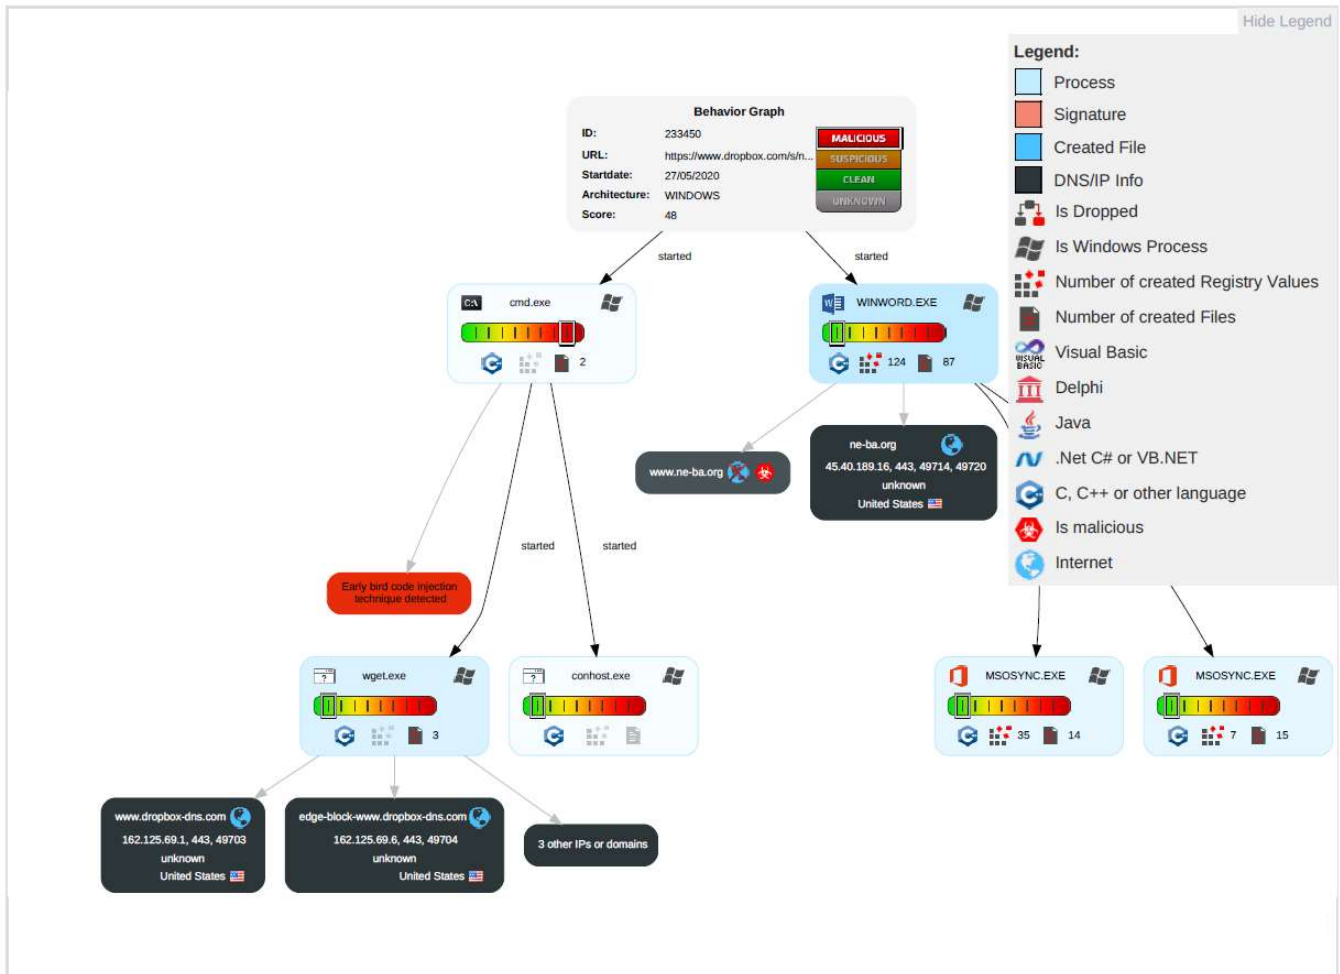 Hide Legend
Legend:
Process
Signature
Created File
DNS/IP Info
Is Dropped
Is Windows Process
Number of created Registry Values
Number of created Files
VISUAL BASIC
Visual Basic
Delphi
Java
.Net C# or VB.NET
C, C++ or other language
Is malicious
Internet
Behavior Graph
ID: 233450
URL: https://www.dropbox.com/s/n...
Startdate: 27/05/2020
Architecture: WINDOWS
Score: 48
MALICIOUS
SUSPICIOUS
CLEAN
UNKNOWN
started
started
C:\
cmd.exe
2
WINWORD.EXE
124 87
www.ne-ba.org
ne-ba.org
45.40.189.16, 443, 49714, 49720
unknown
United States
started
started
Early bird code injection
technique detected
wget.exe
3
conhost.exe
MSOSYNC.EXE
35 14
MSOSYNC.EXE
7 15
www.dropbox-dns.com
162.125.69.1, 443, 49703
unknown
United States
edge-block-www.dropbox-dns.com
162.125.69.6, 443, 49704
unknown
United States
3 other IPs or domains